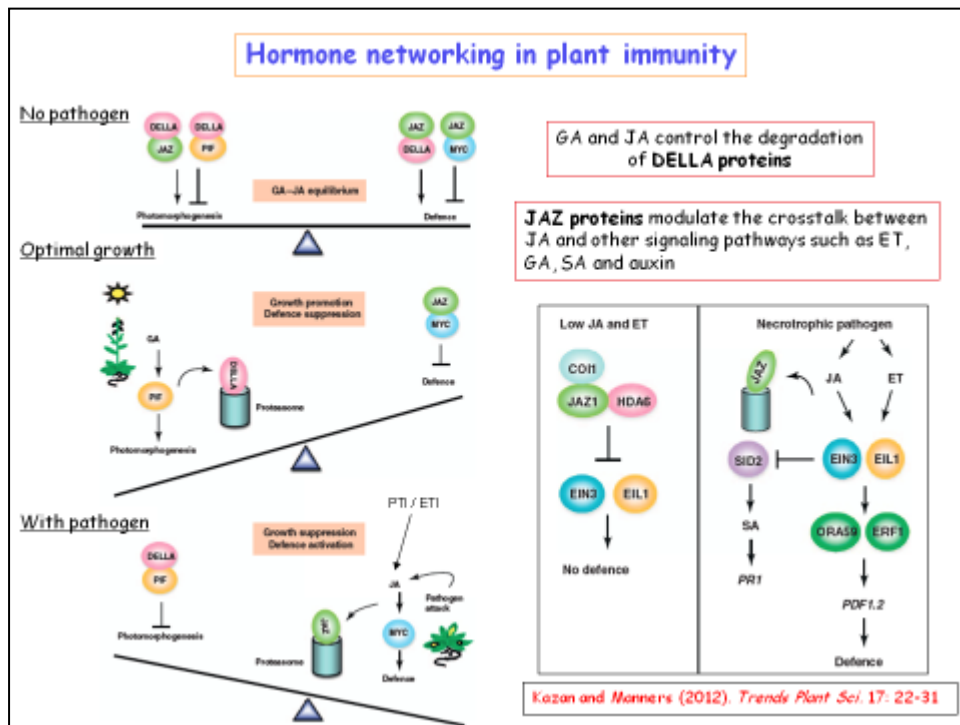 Hormone networking in plant immunity
No pathogen
DELLA
JAZ
DELLA
PIF
JAZ
DELLA
JAZ
MYC
GA–JA equilibrium
Photomorphogenesis
Defence
Optimal growth
Growth promotion
Defence suppression
GA
PIF
Photomorphogenesis
DELLA
Proteasome
JAZ
MYC
Defence
With pathogen
DELLA
PIF
Photomorphogenesis
Growth suppression
Defence activation
PTI / ETI
JA
Pathogen
attack
JAZ
MYC
Proteasome
Defence
GA and JA control the degradation
of DELLA proteins
JAZ proteins modulate the crosstalk between
JA and other signaling pathways such as ET,
GA, SA and auxin
Low JA and ET
COI1
JAZ1
HDA6
EIN3
EIL1
No defence
Necrotrophic pathogen
JAZ
JA
ET
SID2
EIN3
EIL1
SA
ORA59
ERF1
PR1
PDF1.2
Defence
Kazan and Manners (2012). Trends Plant Sci. 17: 22-31